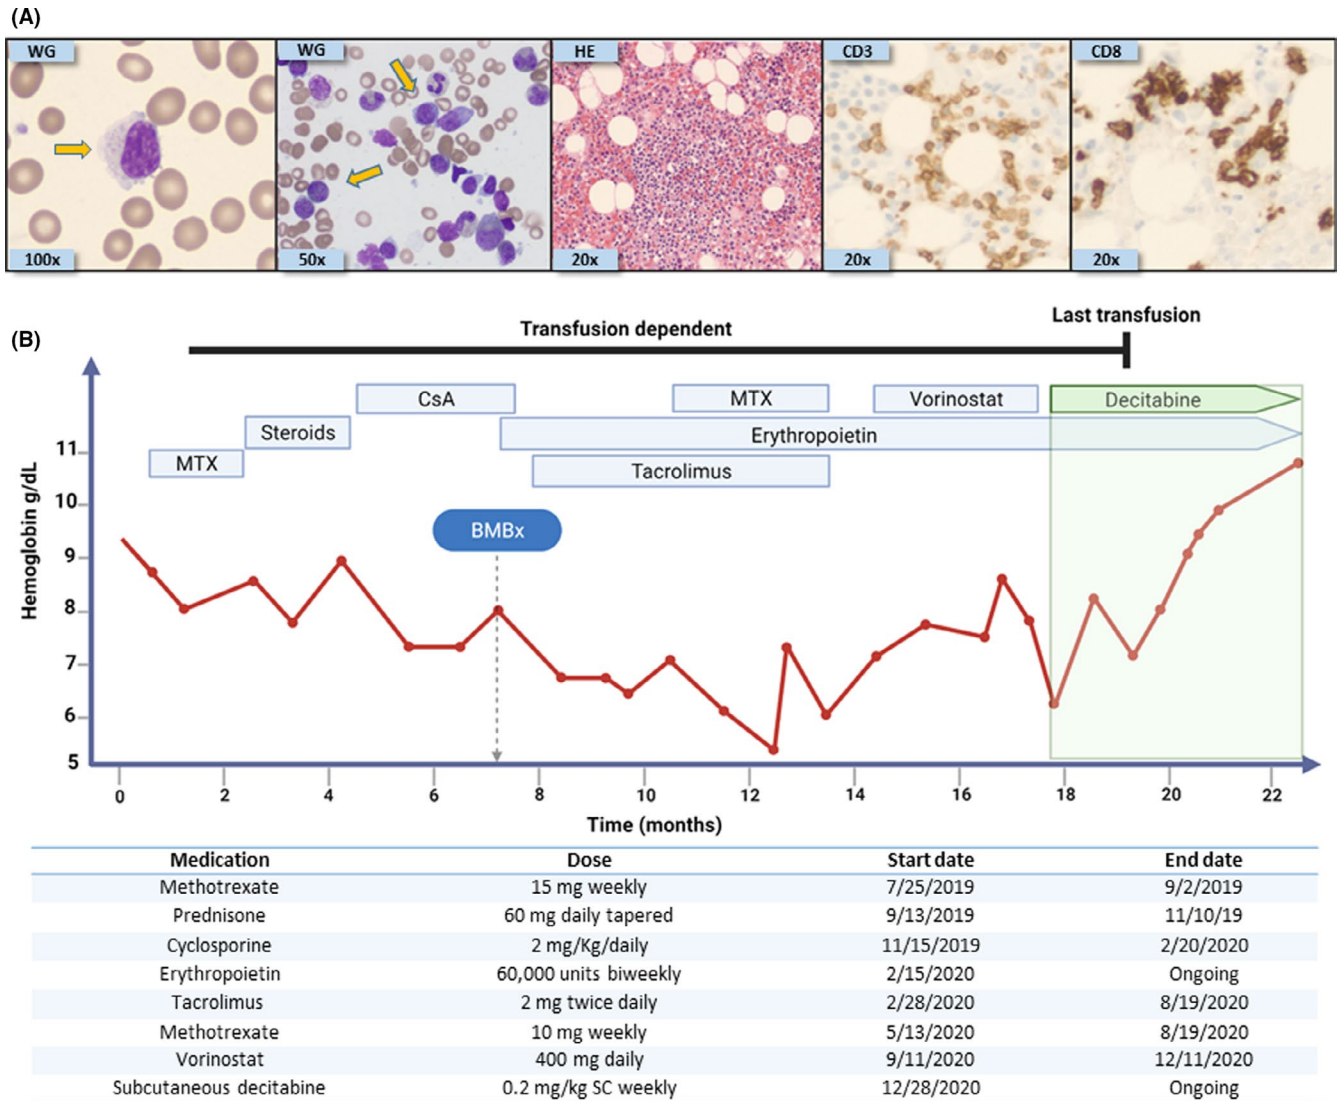 (A)
WG
WG
HE
CD3
CD8
100x
50x
20x
20x
20x
(B)
Transfusion dependent
Last transfusion
CsA
MTX
Vorinostat
Decitabine
Steroids
Erythropoietin
MTX
Tacrolimus
BMBx
Hemoglobin g/dL
11
10
9
8
7
6
5
0 2 4 6 8 10 12 14 16 18 20 22
Time (months)
Medication Dose Start date End date
Methotrexate 15 mg weekly 7/25/2019 9/2/2019
Prednisone 60 mg daily tapered 9/13/2019 11/10/19
Cyclosporine 2 mg/Kg/daily 11/15/2019 2/20/2020
Erythropoietin 60,000 units biweekly 2/15/2020 Ongoing
Tacrolimus 2 mg twice daily 2/28/2020 8/19/2020
Methotrexate 10 mg weekly 5/13/2020 8/19/2020
Vorinostat 400 mg daily 9/11/2020 12/11/2020
Subcutaneous decitabine 0.2 mg/kg SC weekly 12/28/2020 Ongoing